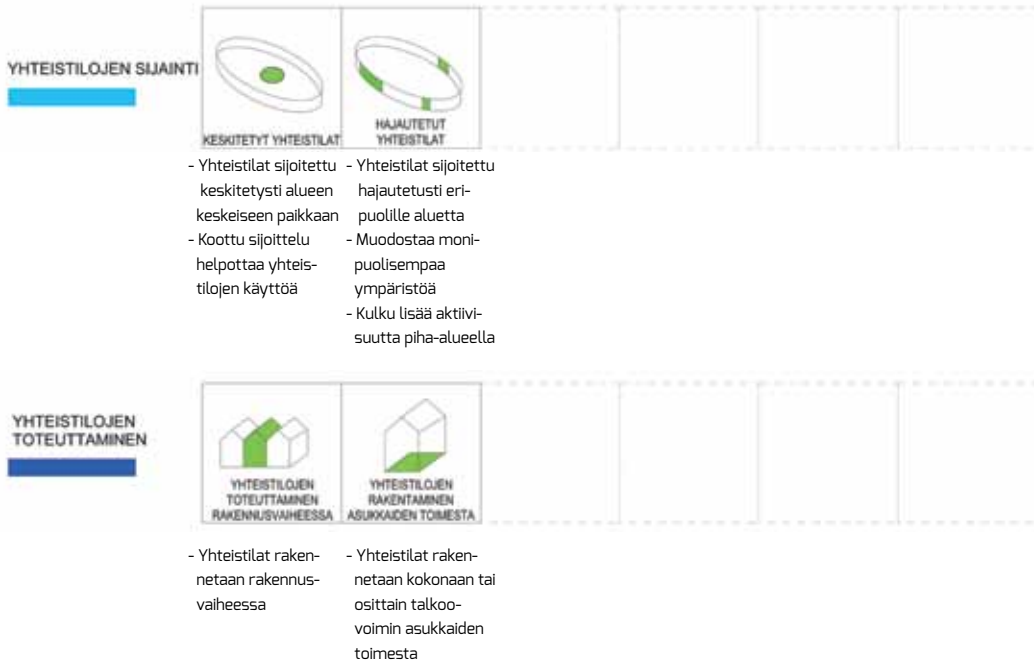 YHTEISTILOJEN SIJAINTI
KESKITETYT YHTEISTILAT
HAJAUTETUT
YHTEISTILAT
- Yhteistilat sijoitettu
keskitetysti alueen
keskeiseen paikkaan
- Koottu sijoittelu
helpottaa yhteis-
tilojen käyttöä
- Yhteistilat sijoitettu
hajautetusti eri-
puolille aluetta
- Muodostaa moni-
puolisempaa
ympäristöä
- Kulku lisää aktiivi-
suutta piha-alueella
YHTEISTILOJEN
TOTEUTTAMINEN
YHTEISTILOJEN
TOTEUTTAMINEN
RAKENNUSVAIHEESSA
YHTEISTILOJEN
RAKENTAMINEN
ASUKKAIDEN TOIMESTA
- Yhteistilat raken-
netaan rakennus-
vaiheessa
- Yhteistilat raken-
netaan kokonaan tai
osittain talkoo-
voimin asukkaiden
toimesta